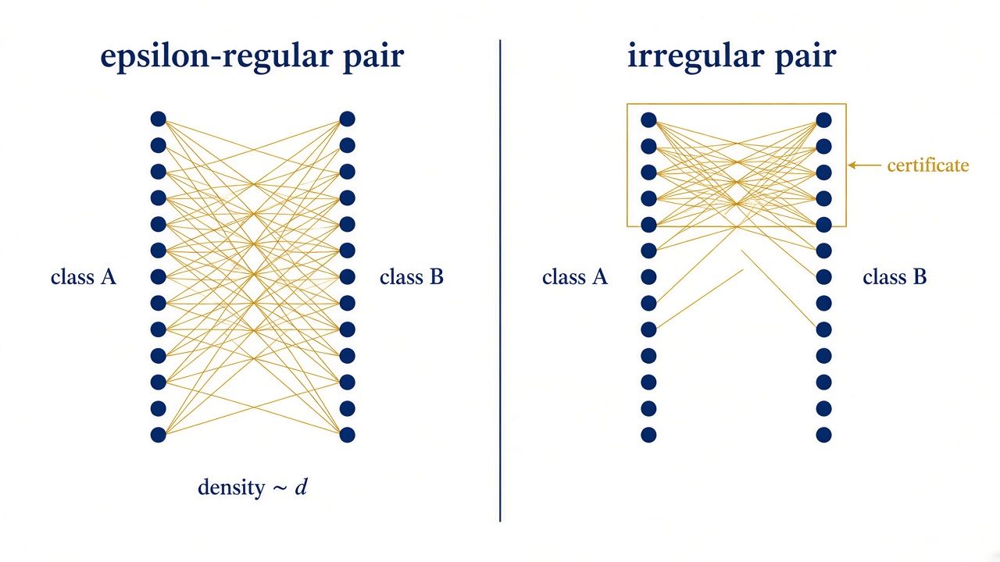 epsilon-regular pair
class A
class B
density ~ d
irregular pair
certificate
class A
class B